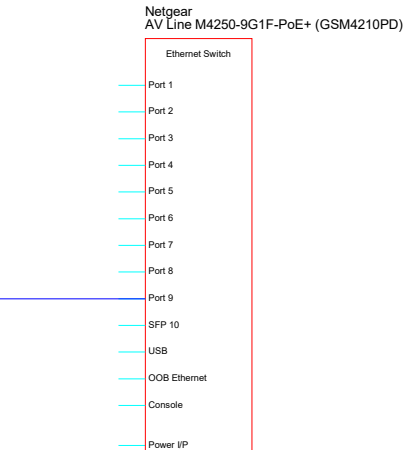 Netgear
AV Line M4250-9G1F-PoE+ (GSM4210PD)
Ethernet Switch
Port 1
Port 2
Port 3
Port 4
Port 5
Port 6
Port 7
Port 8
Port 9
SFP 10
USB
OOB Ethernet
Console
Power I/P